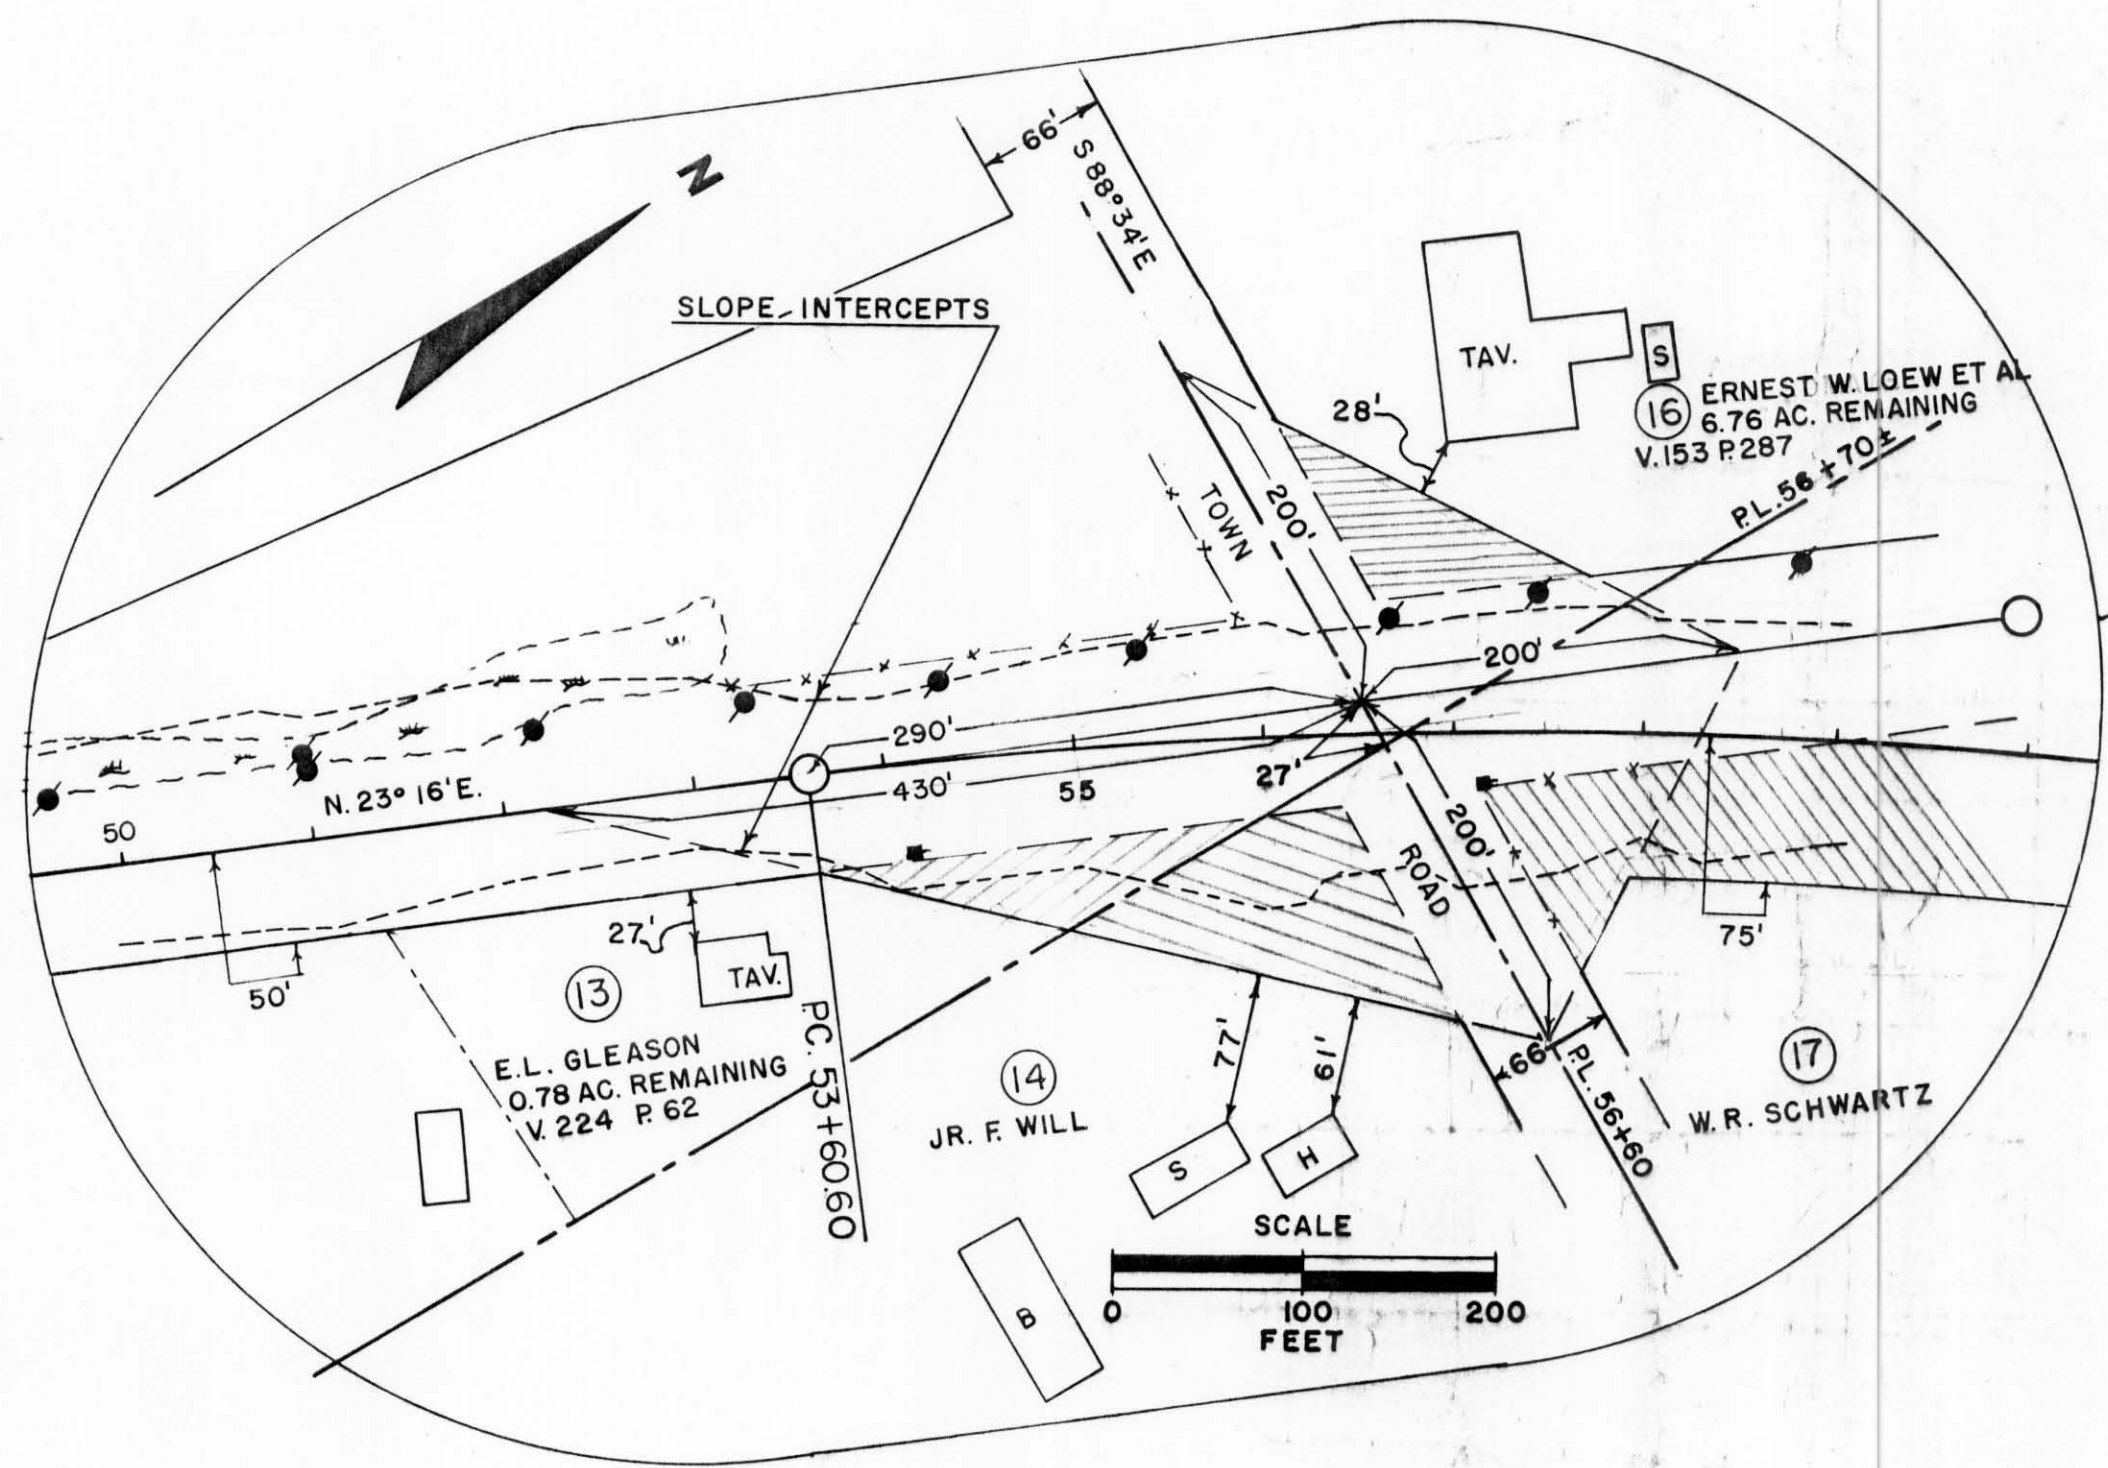 N
66'
S 88° 34' E
SLOPE INTERCEPTS
TAV.
S
28'
16
ERNEST W. LOEW ET AL
6.76 AC. REMAINING
V. 153 P. 287
P.L. 56 + 70 ±
TOWN
200'
200'
290'
430'
55
27'
N. 23° 16' E.
50
200'
ROAD
75'
50'
27'
TAV.
13
E.L. GLEASON
0.78 AC. REMAINING
V. 224 P. 62
P.C. 53+60.60
14
JR. F. WILL
77'
61'
S
H
B
66'
P.L. 56+60
17
W. R. SCHWARTZ
SCALE
0 100 200
FEET